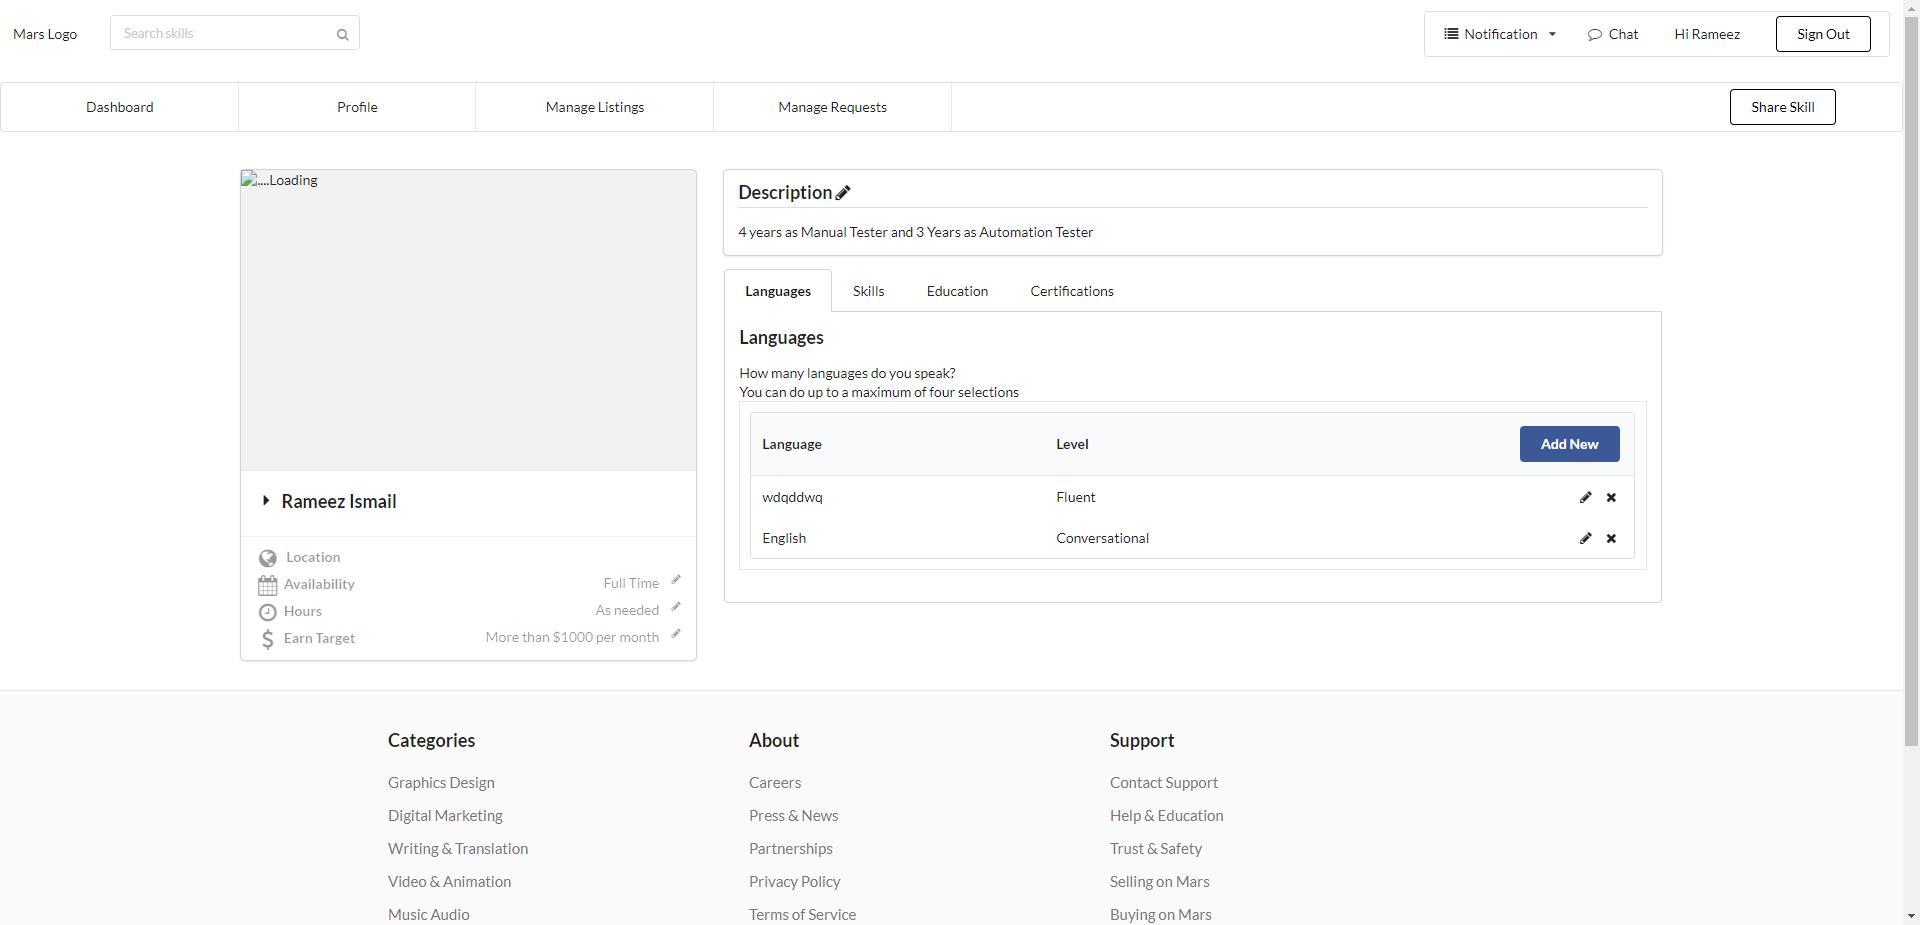 Mars Logo
Search skills
Notification
Chat
Hi Rameez
Sign Out
Dashboard
Profile
Manage Listings
Manage Requests
Share Skill
....Loading
Rameez Ismail
Location
Availability
Full Time
Hours
As needed
Earn Target
More than $1000 per month
Description
4 years as Manual Tester and 3 Years as Automation Tester
Languages
Skills
Education
Certifications
Languages
How many languages do you speak?
You can do up to a maximum of four selections
Language
Level
Add New
wdqddwq
Fluent
English
Conversational
Categories
Graphics Design
Digital Marketing
Writing & Translation
Video & Animation
Music Audio
About
Careers
Press & News
Partnerships
Privacy Policy
Terms of Service
Support
Contact Support
Help & Education
Trust & Safety
Selling on Mars
Buying on Mars